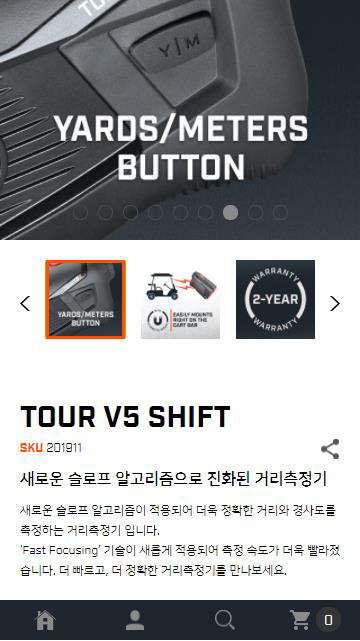 TOU
Y|M
YARDS/METERS
BUTTON
YARDS/METERS
BUTTON
EASILY MOUNTS
RIGHT ON THE
CART BAR
WARRANTY
2-YEAR
WARRANTY
TOUR V5 SHIFT
SKU 201911
새로운 슬로프 알고리즘으로 진화된 거리측정기
새로운 슬로프 알고리즘이 적용되어 더욱 정확한 거리와 경사도를
측정하는 거리측정기 입니다.
‘Fast Focusing’ 기술이 새롭게 적용되어 측정 속도가 더욱 빨라졌
습니다. 더 빠르고, 더 정확한 거리측정기를 만나보세요.
0